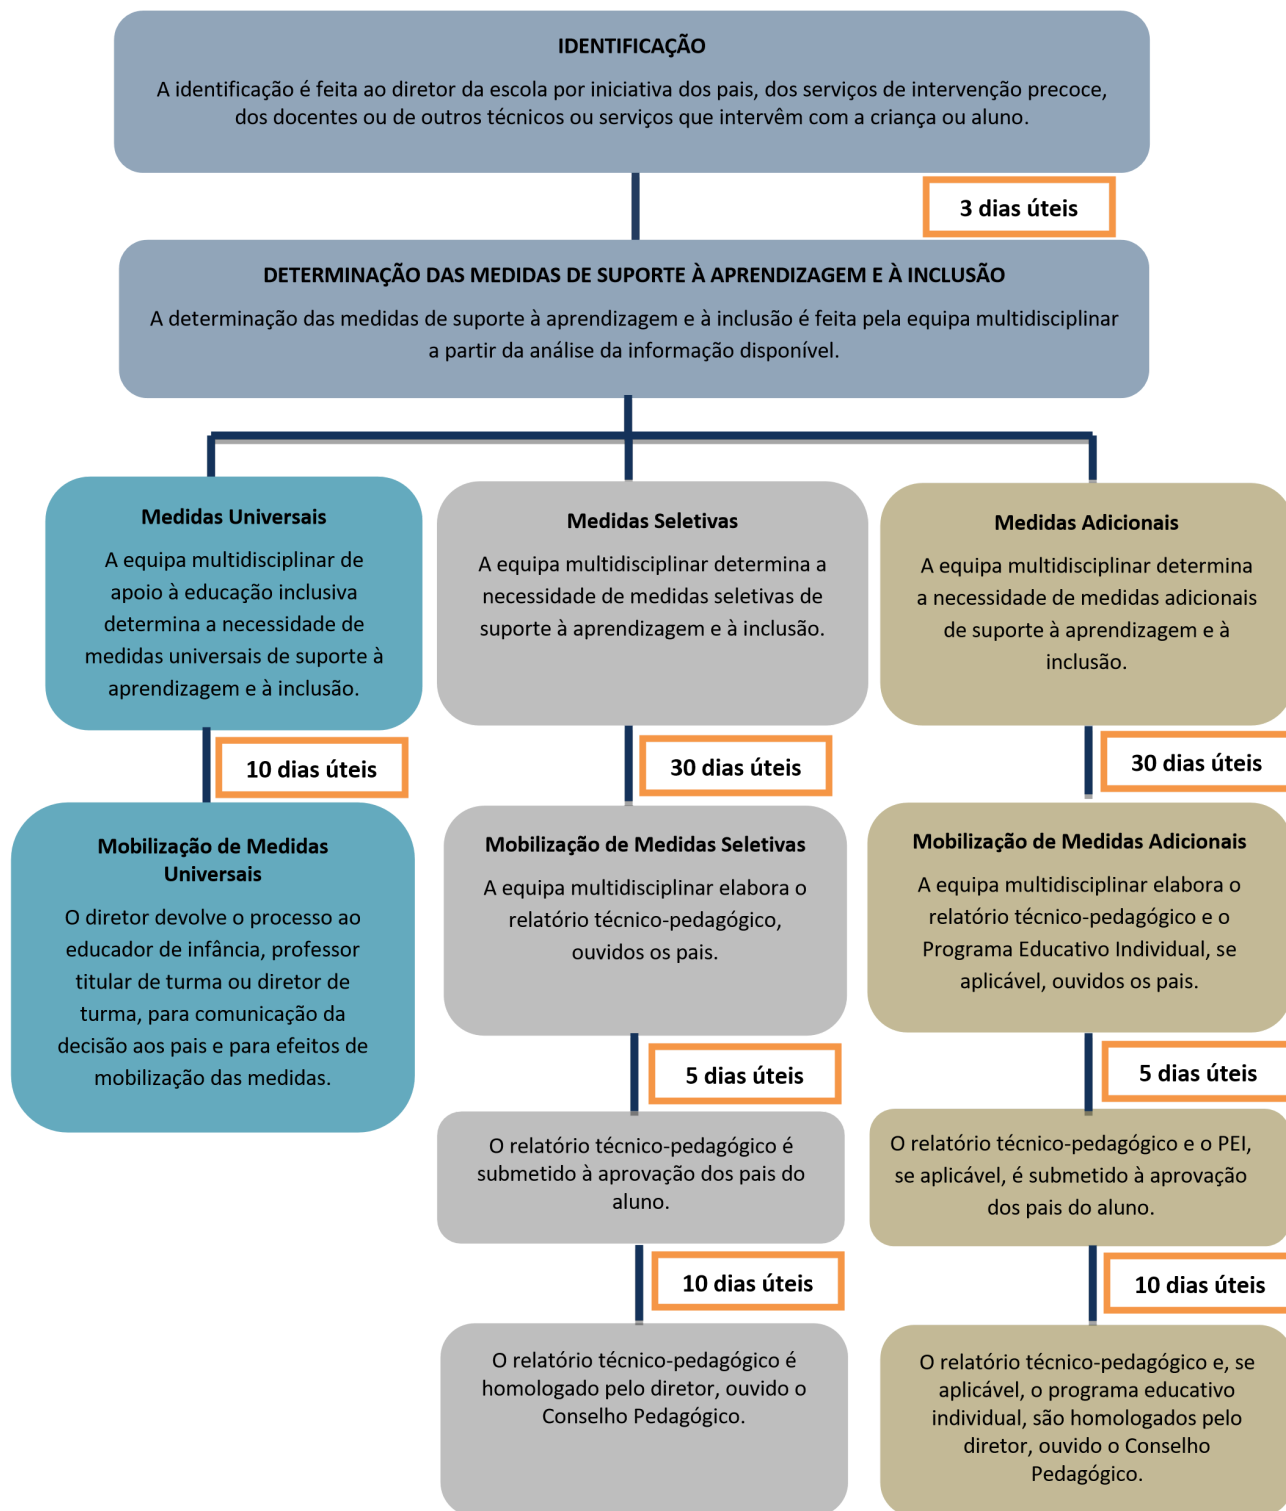 IDENTIFICAÇÃO
A identificação é feita ao diretor da escola por iniciativa dos pais, dos serviços de intervenção precoce,
dos docentes ou de outros técnicos ou serviços que intervêm com a criança ou aluno.
3 dias úteis
DETERMINAÇÃO DAS MEDIDAS DE SUPORTE À APRENDIZAGEM E À INCLUSÃO
A determinação das medidas de suporte à aprendizagem e à inclusão é feita pela equipa multidisciplinar
a partir da análise da informação disponível.
Medidas Universais
A equipa multidisciplinar de
apoio à educação inclusiva
determina a necessidade de
medidas universais de suporte à
aprendizagem e à inclusão.
10 dias úteis
Mobilização de Medidas
Universais
O diretor devolve o processo ao
educador de infância, professor
titular de turma ou diretor de
turma, para comunicação da
decisão aos pais e para efeitos de
mobilização das medidas.
Medidas Seletivas
A equipa multidisciplinar determina a
necessidade de medidas seletivas de
suporte à aprendizagem e à inclusão.
30 dias úteis
Mobilização de Medidas Seletivas
A equipa multidisciplinar elabora o
relatório técnico-pedagógico,
ouvidos os pais.
5 dias úteis
O relatório técnico-pedagógico é
submetido à aprovação dos pais do
aluno.
10 dias úteis
O relatório técnico-pedagógico é
homologado pelo diretor, ouvido o
Conselho Pedagógico.
Medidas Adicionais
A equipa multidisciplinar determina
a necessidade de medidas adicionais
de suporte à aprendizagem e à
inclusão.
30 dias úteis
Mobilização de Medidas Adicionais
A equipa multidisciplinar elabora o
relatório técnico-pedagógico e o
Programa Educativo Individual, se
aplicável, ouvidos os pais.
5 dias úteis
O relatório técnico-pedagógico e o PEI,
se aplicável, é submetido à aprovação
dos pais do aluno.
10 dias úteis
O relatório técnico-pedagógico e, se
aplicável, o programa educativo
individual, são homologados pelo
diretor, ouvido o Conselho
Pedagógico.